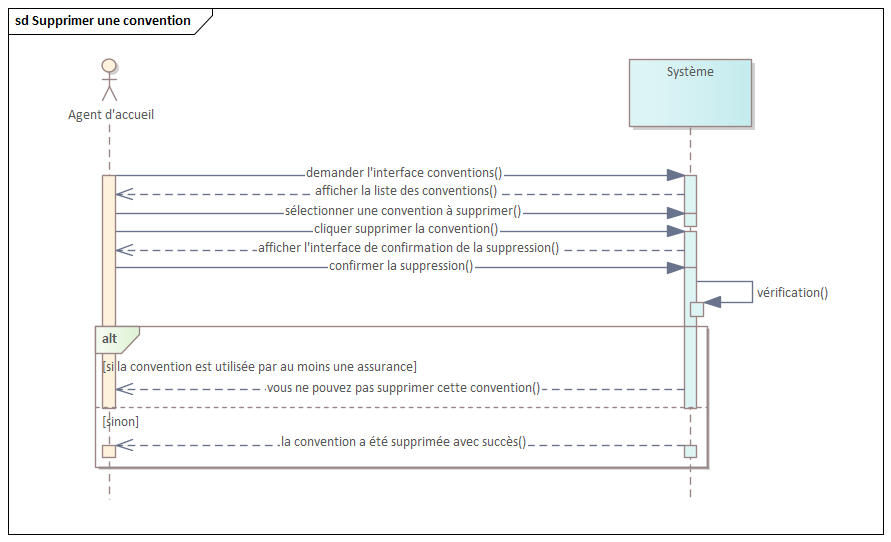 sd Supprimer une convention
Agent d'accueil
Système
demander l'interface conventions()
afficher la liste des conventions()
sélectionner une convention à supprimer()
cliquer supprimer la convention()
afficher l'interface de confirmation de la suppression()
confirmer la suppression()
vérification()
alt
[si la convention est utilisée par au moins une assurance]
vous ne pouvez pas supprimer cette convention()
[sinon]
la convention a été supprimée avec succès()